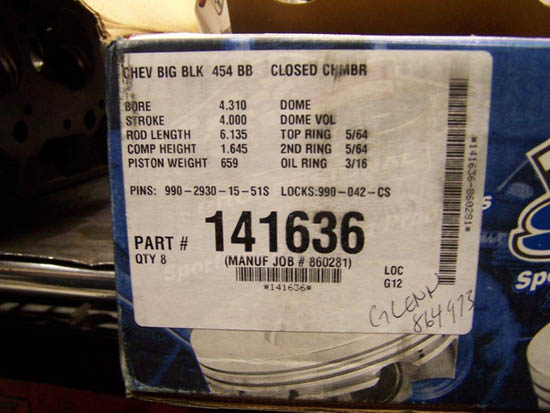 CHEV BIG BLK 454 BB CLOSED CHMBR
BORE 4.310 DOME
STROKE 4.000 DOME VOL
ROD LENGTH 6.135 TOP RING 5/64
COMP HEIGHT 1.645 2ND RING 5/64
PISTON WEIGHT 659 OIL RING 3/16
PINS: 990-2930-15-51S LOCKS:990-042-CS
PART # 141636
QTY 8 (MANUF JOB # 860281)
*141636*
LOC
G12
GLENN
864973
*141636-860281*